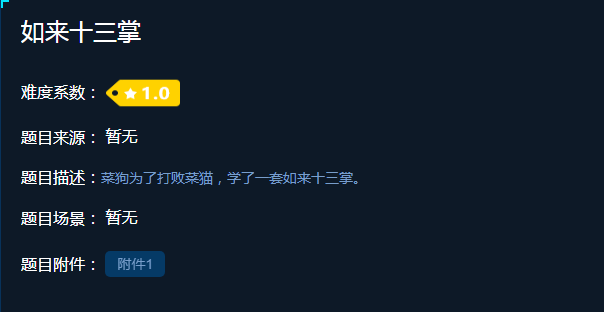 如来十三掌
难度系数： 1.0
题目来源： 暂无
题目描述：菜狗为了打败菜猫，学了一套如来十三掌。
题目场景： 暂无
题目附件： 附件1